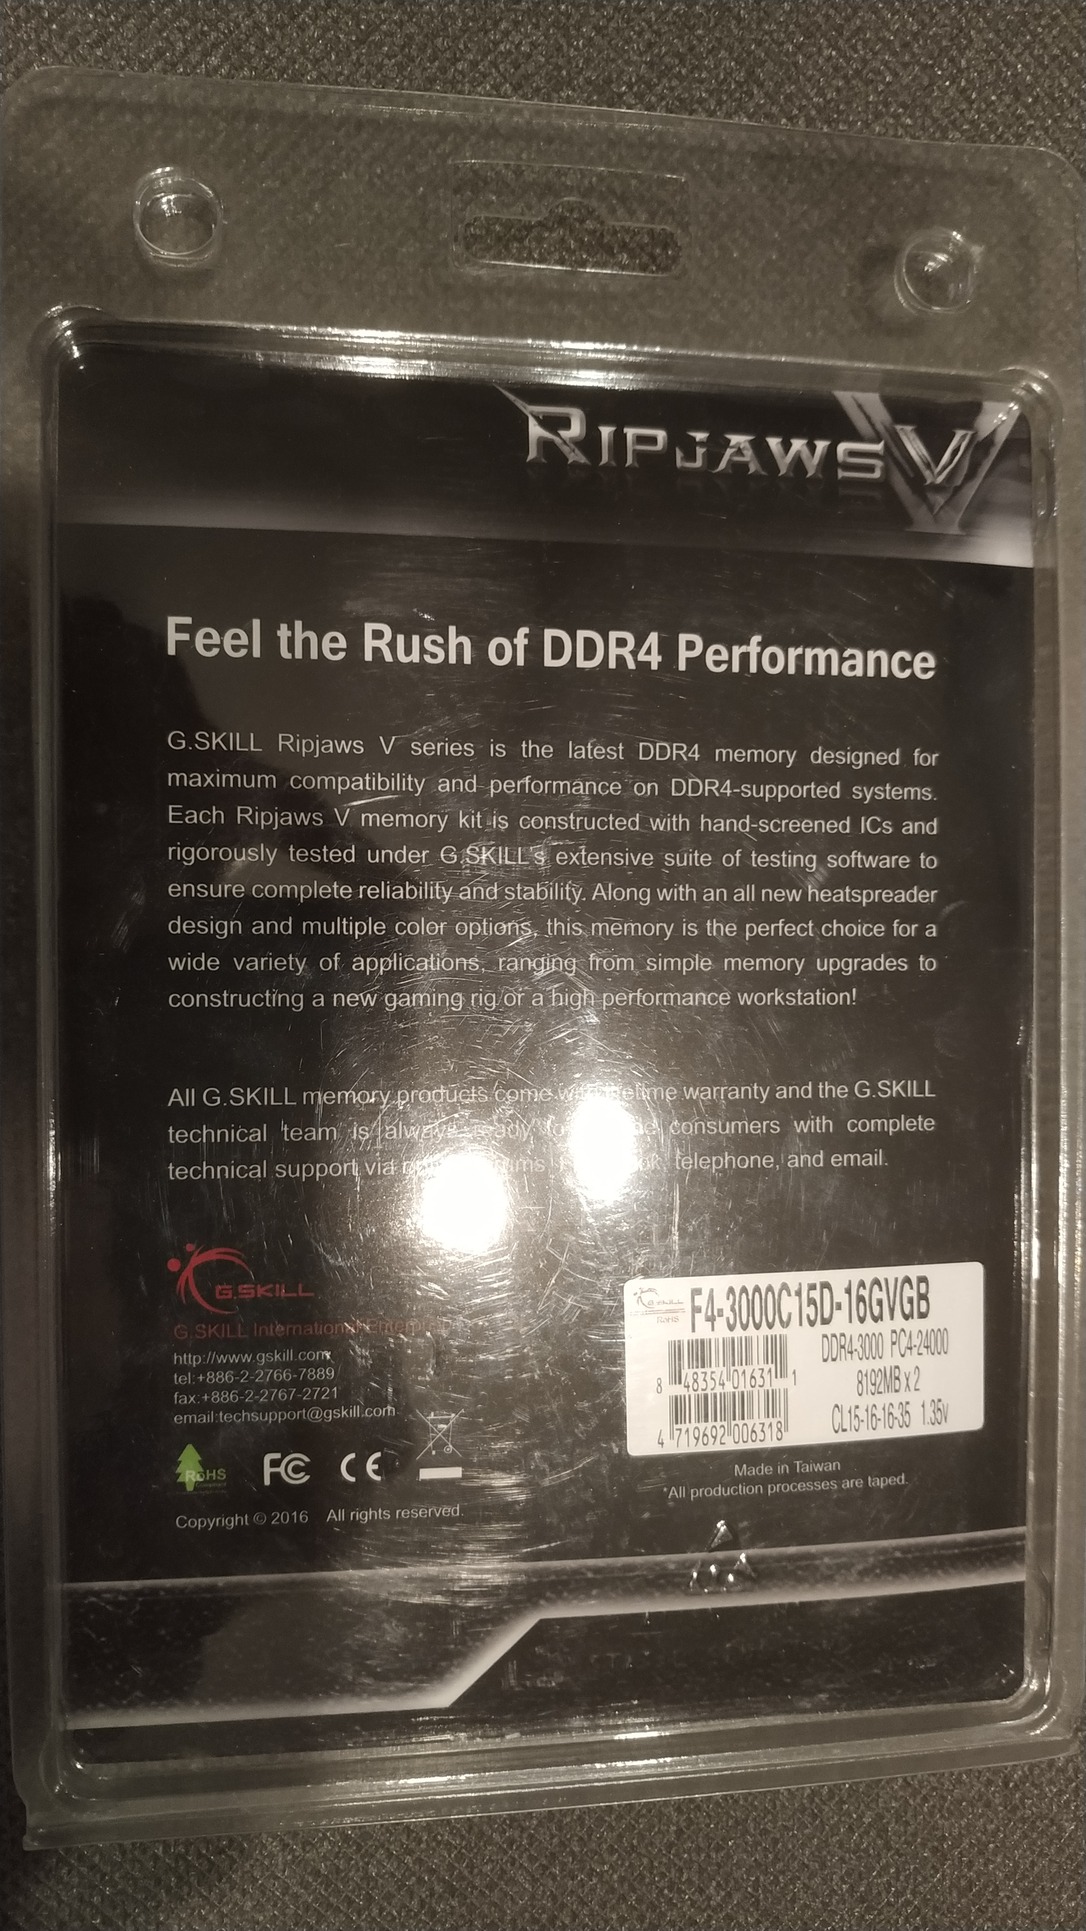 RIPJAWS V
Feel the Rush of DDR4 Performance
G.SKILL Ripjaws V series is the latest DDR4 memory designed for
maximum compatibility and performance on DDR4-supported systems.
Each Ripjaws V memory kit is constructed with hand-screened ICs and
rigorously tested under G.SKILL's extensive suite of testing software to
ensure complete reliability and stability. Along with an all new heatspreader
design and multiple color options, this memory is the perfect choice for a
wide variety of applications, ranging from simple memory upgrades to
constructing a new gaming rig or a high performance workstation!
All G.SKILL memory products come warranty and the G.SKILL
technical team is always ready consumers with complete
technical support via telephone, and email.
G.SKILL
G.SKILL International
http://www.gskill.com
tel:+886-2-2766-7889
fax:+886-2-2767-2721
email:techsupport@gskill.com
RoHS
FC CE
Copyright © 2016 All rights reserved.
G.SKILL
RoHS
F4-3000C15D-16GVGB
DDR4-3000 PC4-24000
8192MB x 2
CL15-16-16-35 1.35v
8 48354 01631 1
4 719692 006318
Made in Taiwan
*All production processes are taped.